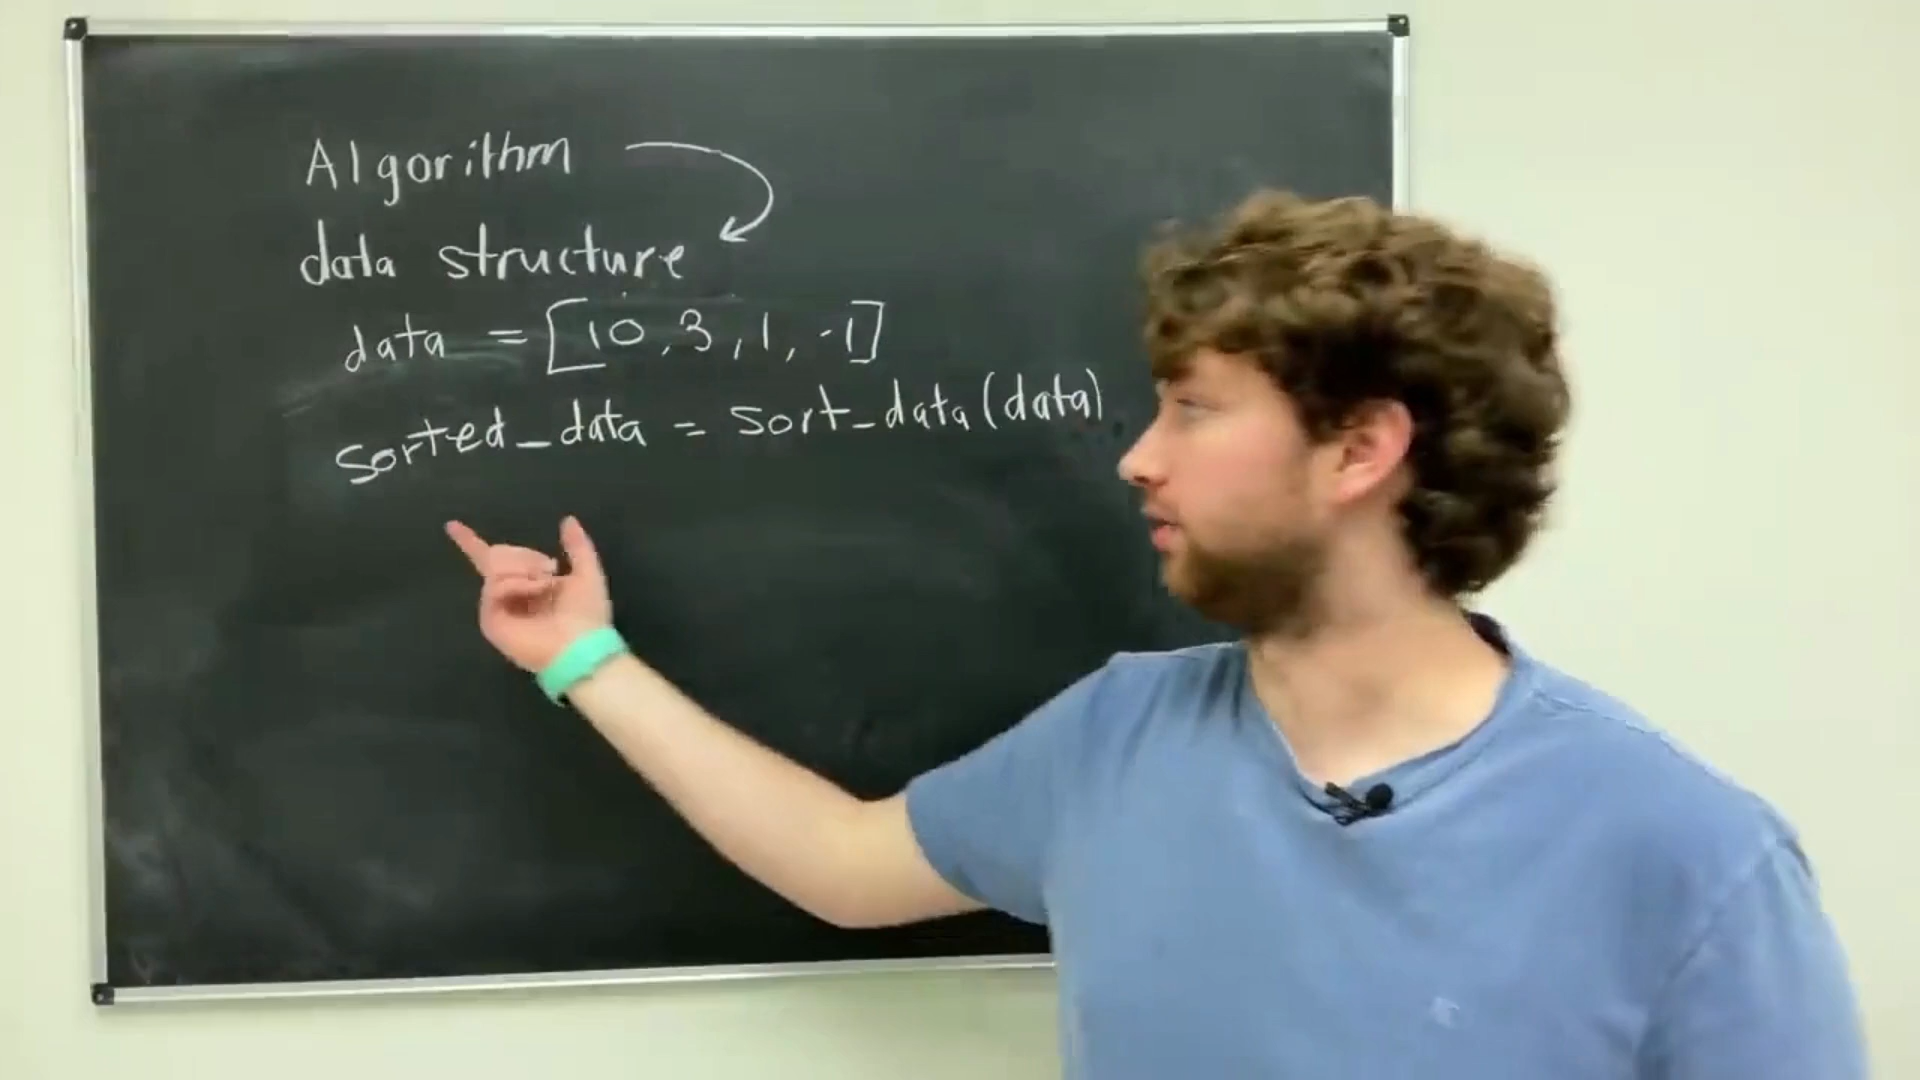 Algorithm
data structure
data = [10, 3, 1, -1]
sorted_data = sort_data(data)